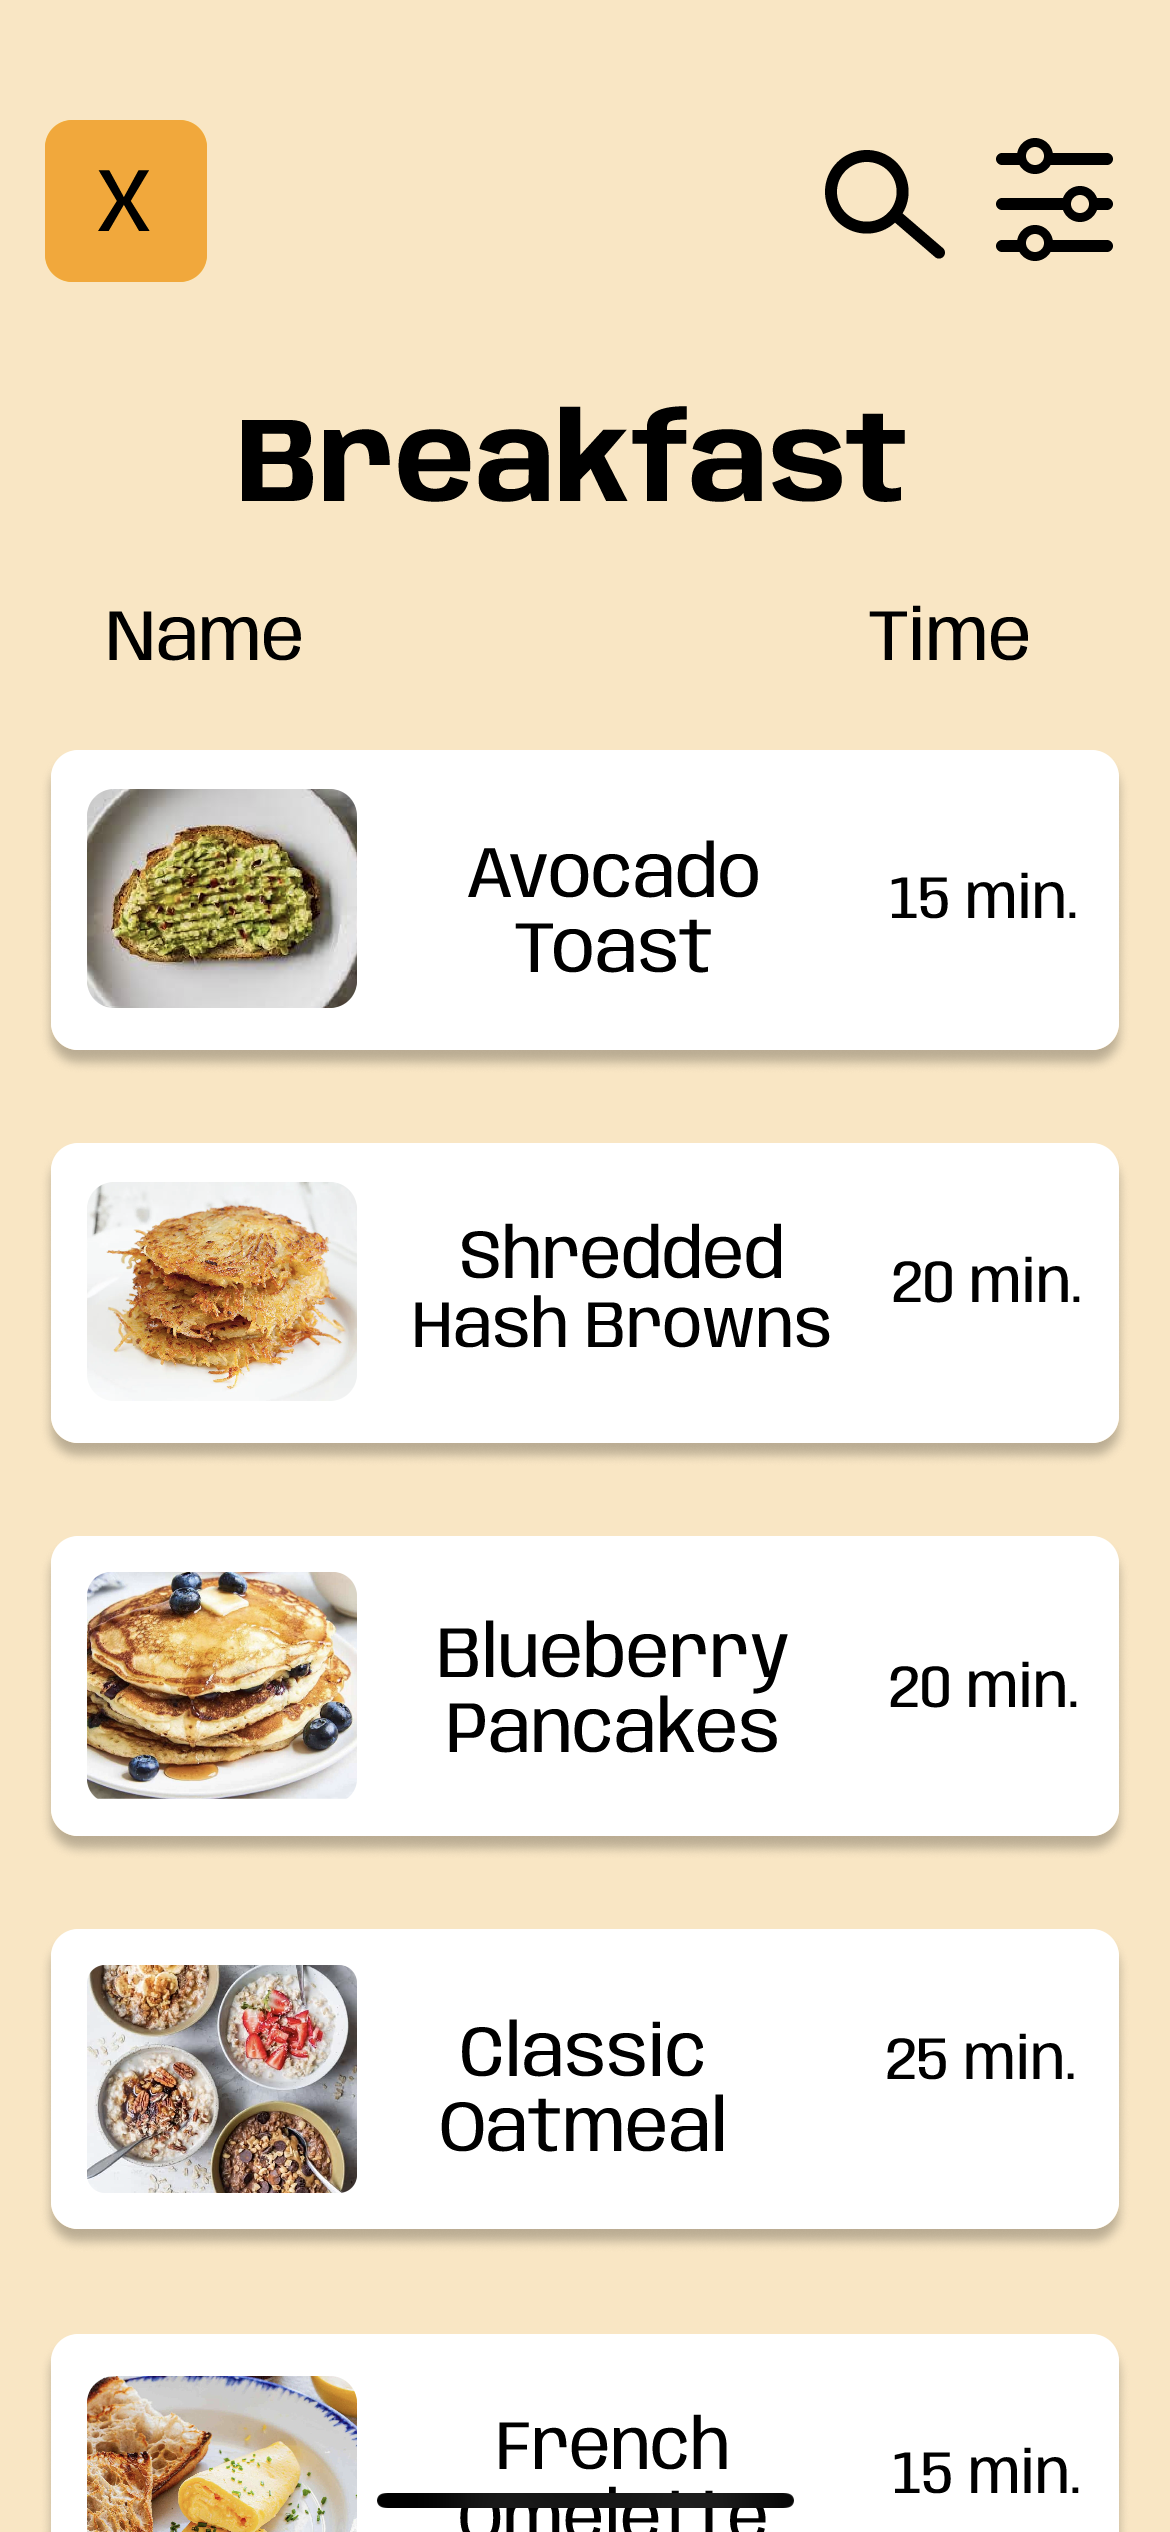 X
Breakfast
Name Time
Avocado
Toast
15 min.
Shredded
Hash Browns
20 min.
Blueberry
Pancakes
20 min.
Classic
Oatmeal
25 min.
French
Omelette
15 min.